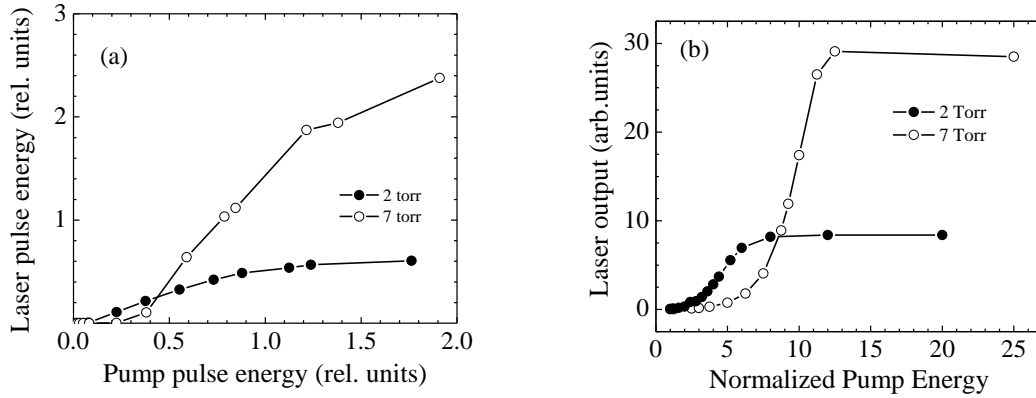 (a)
Laser pulse energy (rel. units)
3
2
1
2 torr
7 torr
0.0 0.5 1.0 1.5 2.0
Pump pulse energy (rel. units)
(b)
Laser output (arb.units)
30
20
10
0
2 Torr
7 Torr
0 5 10 15 20 25
Normalized Pump Energy